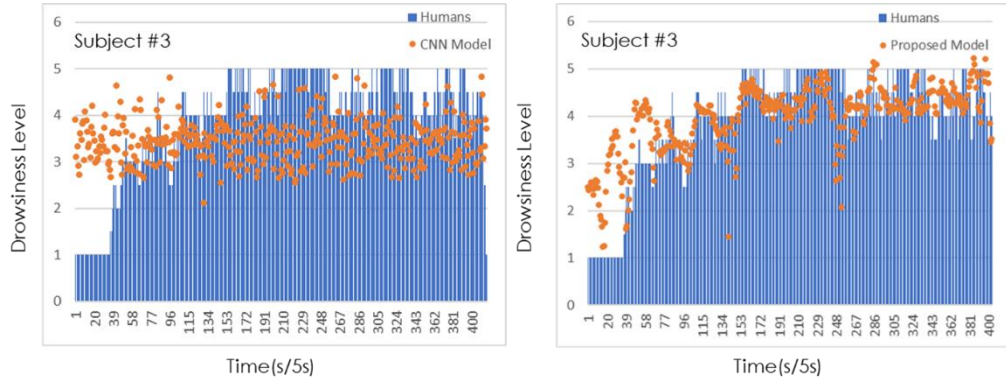 6
5
4
3
2
1
0
Drowsiness Level
Subject #3
Humans
CNN Model
1 20 39 58 77 96 115 134 153 172 191 210 229 248 267 286 305 324 343 362 381 400
Time(s/5s)
6
5
4
3
2
1
0
Drowsiness Level
Subject #3
Humans
Proposed Model
1 20 39 58 77 96 115 134 153 172 191 210 229 248 267 286 305 324 343 362 381 400
Time(s/5s)